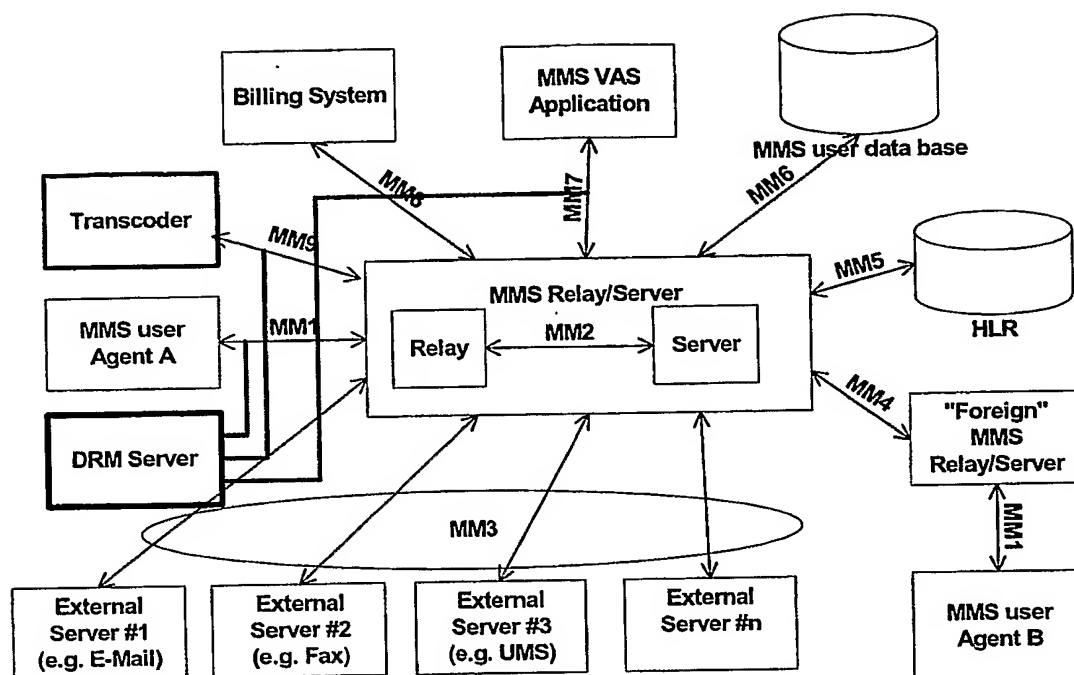 Billing System
MMS VAS
Application
MMS user data base
MM8
MM7
MM6
Transcoder
MM9
MMS Relay/Server
MM5
HLR
MMS user
Agent A
MM1
Relay
MM2
Server
MM4
DRM Server
"Foreign"
MMS
Relay/Server
MM3
MM1
External
Server #1
(e.g. E-Mail)
External
Server #2
(e.g. Fax)
External
Server #3
(e.g. UMS)
External
Server #n
MMS user
Agent B